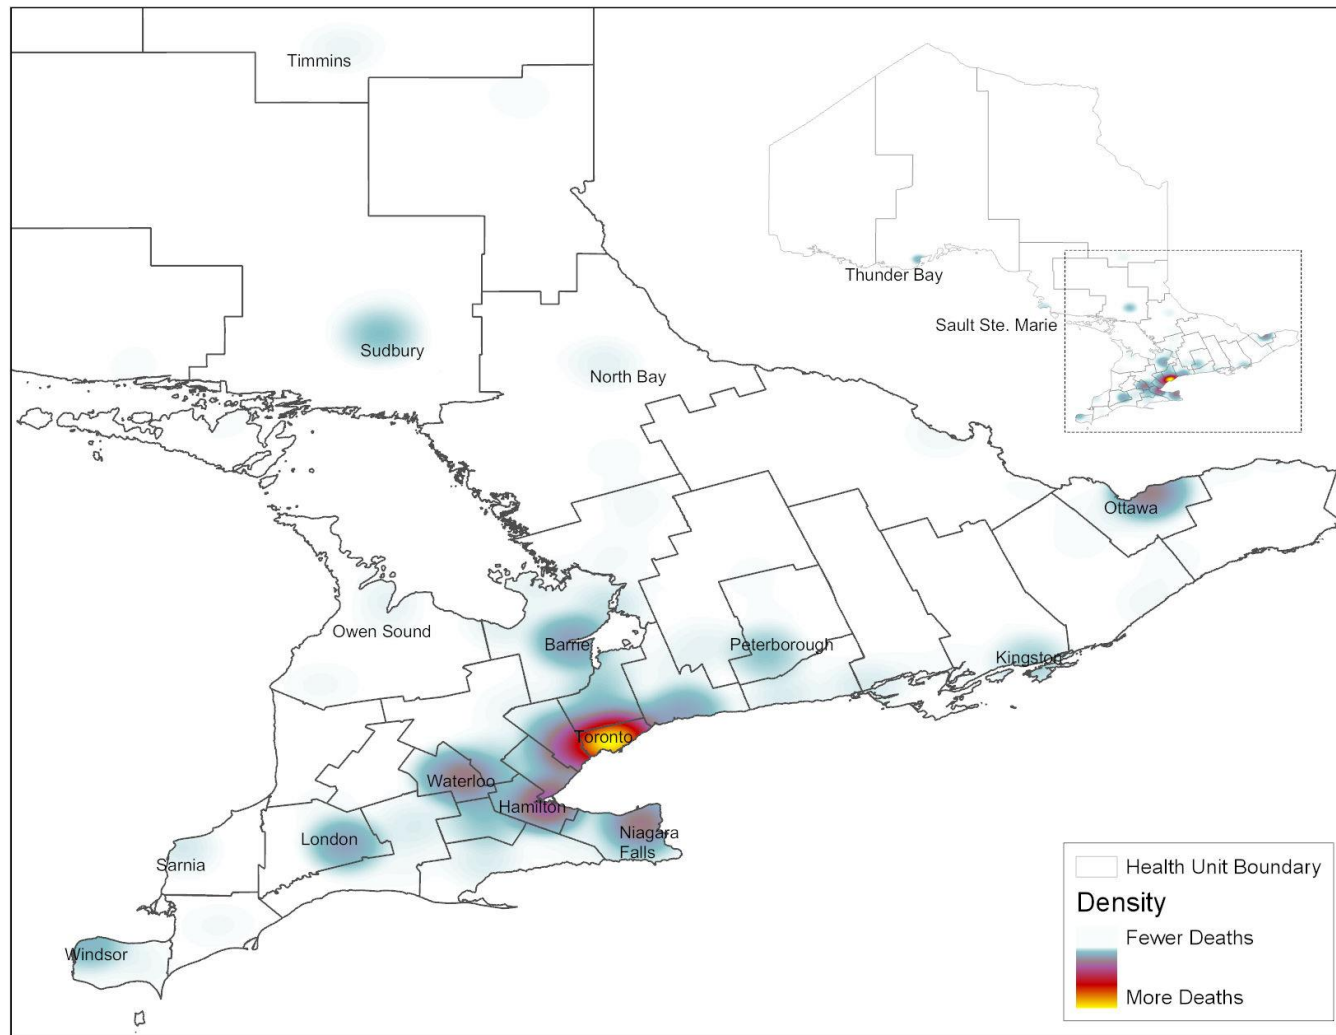 Timmins
Thunder Bay
Sault Ste. Marie
Sudbury
North Bay
Ottawa
Owen Sound
Barrie
Peterborough
Kingston
Toronto
Waterloo
Hamilton
London
Niagara
Falls
Sarnia
Windsor
Health Unit Boundary
Density
Fewer Deaths
More Deaths